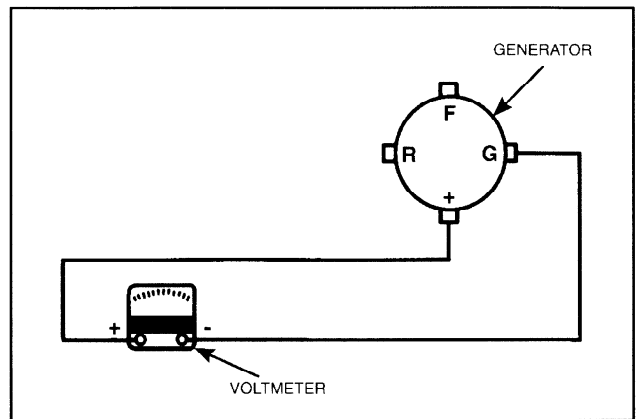 GENERATOR
F
R G
+
+ -
VOLTMETER